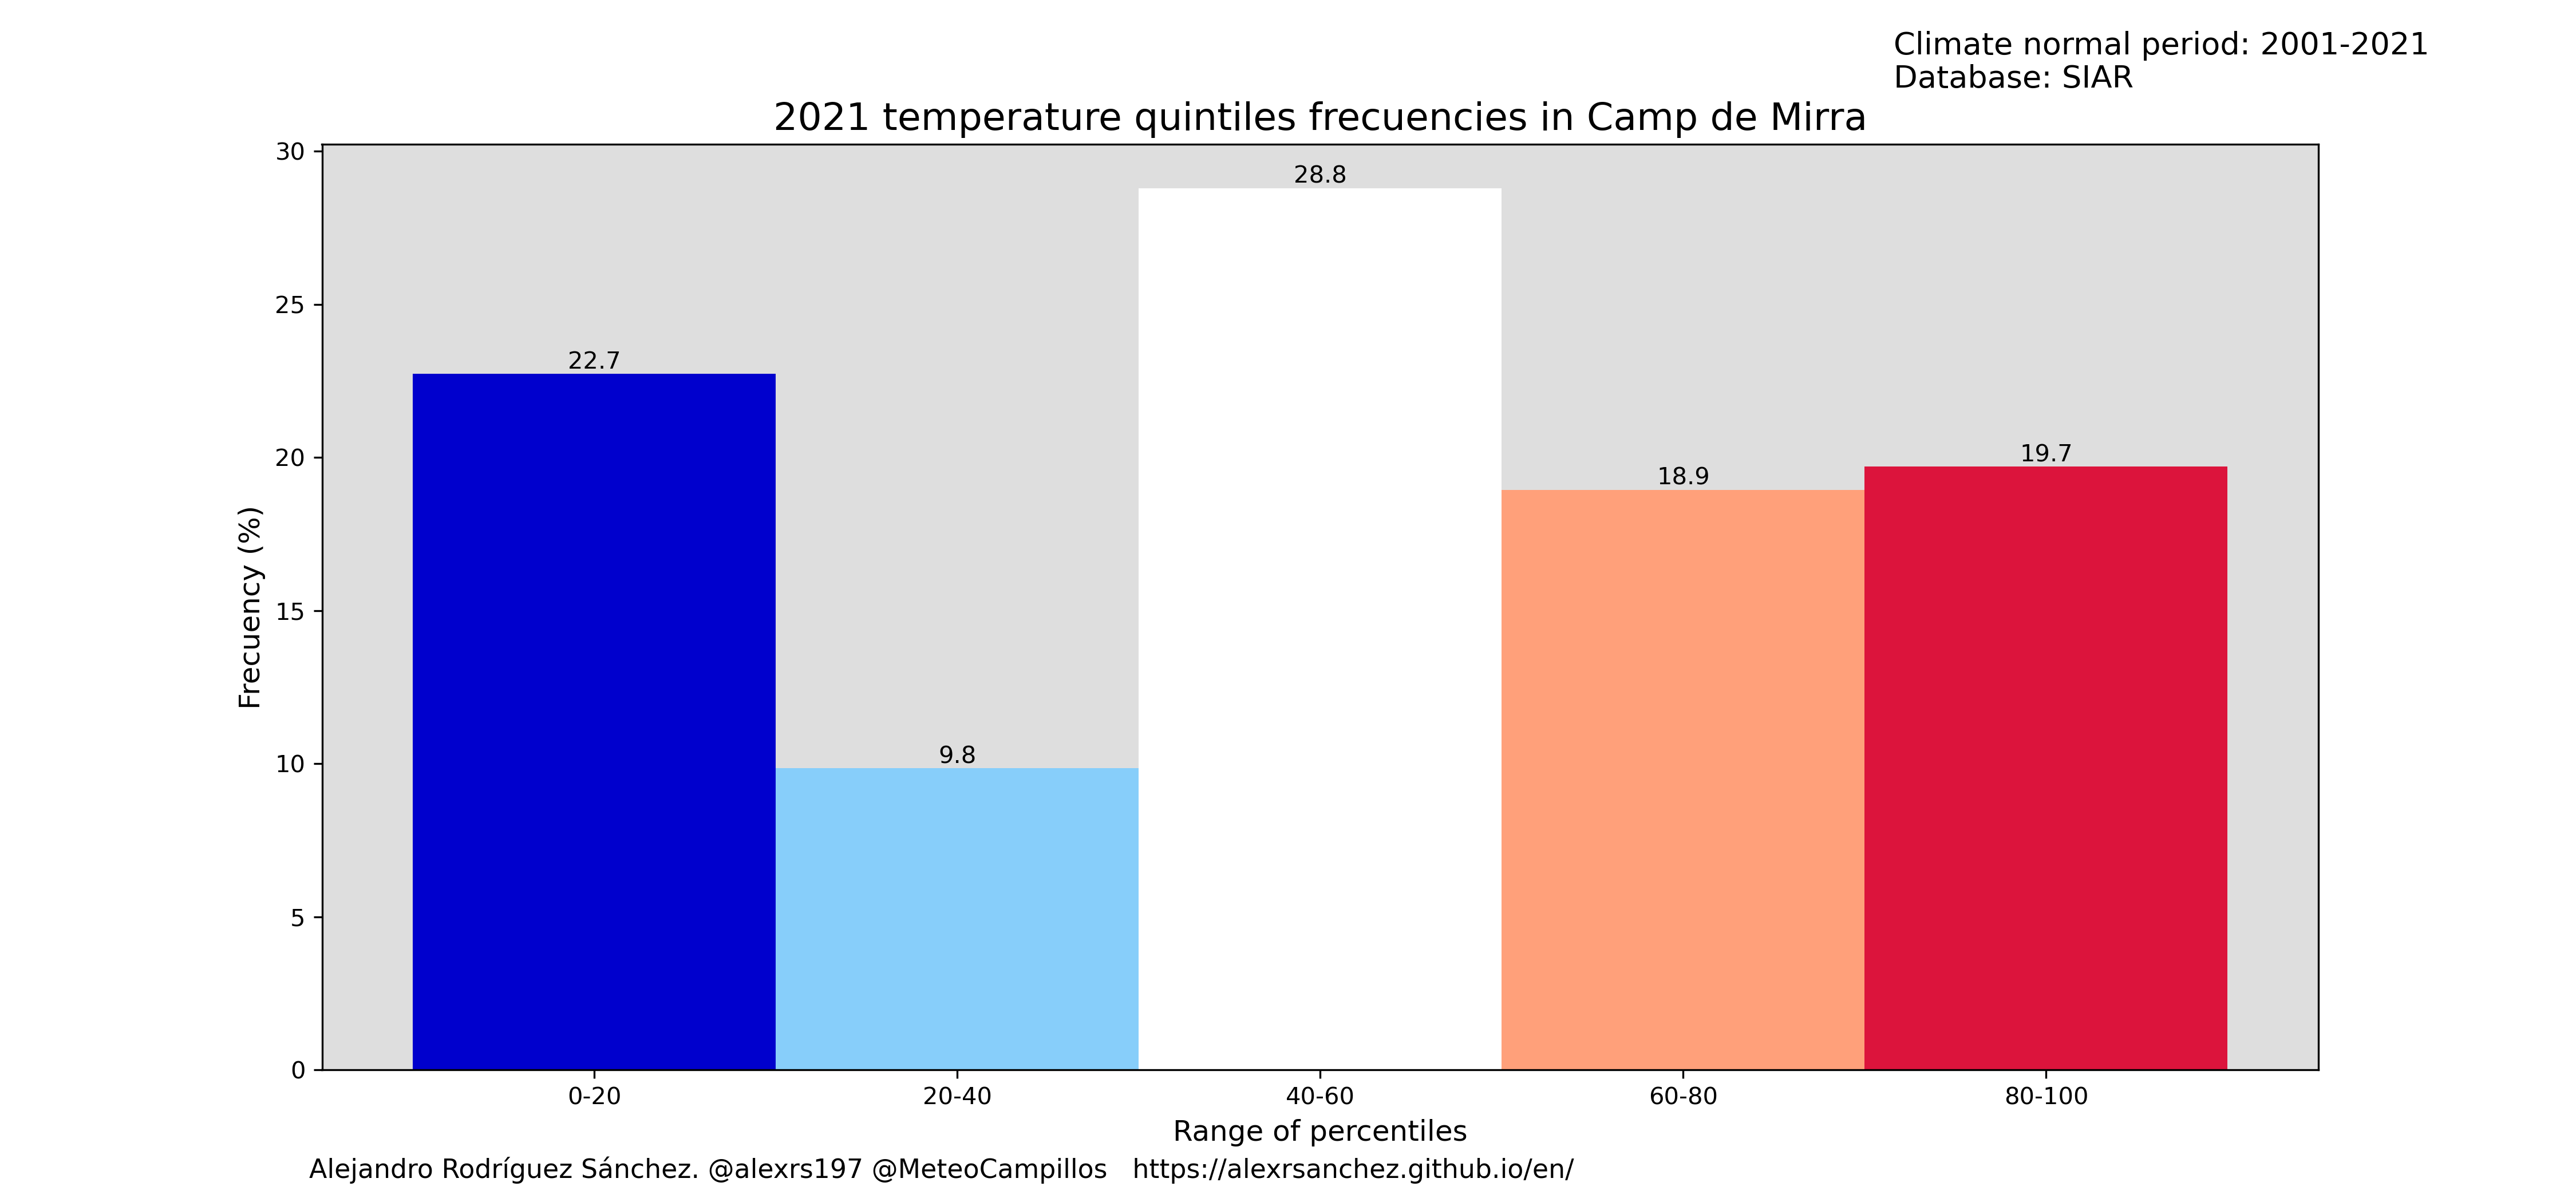 Climate normal period: 2001-2021
Database: SIAR
2021 temperature quintiles frecuencies in Camp de Mirra
30
28.8
25
22.7
20
19.7
18.9
Frecuency (%)
15
10
9.8
5
0
0-20 20-40 40-60 60-80 80-100
Range of percentiles
Alejandro Rodríguez Sánchez. @alexrs197 @MeteoCampillos https://alexrsanchez.github.io/en/